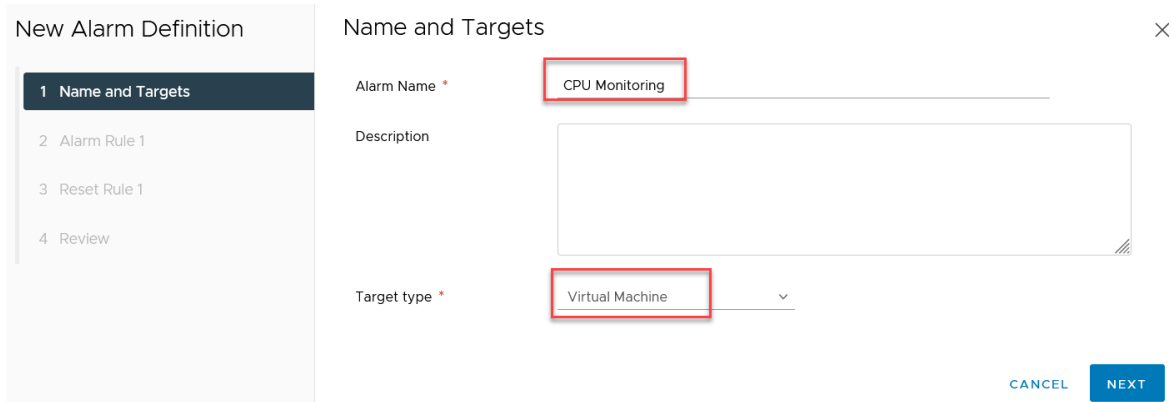 New Alarm Definition
1 Name and Targets
2 Alarm Rule 1
3 Reset Rule 1
4 Review
Name and Targets
Alarm Name *
CPU Monitoring
Description
Target type *
Virtual Machine
CANCEL
NEXT